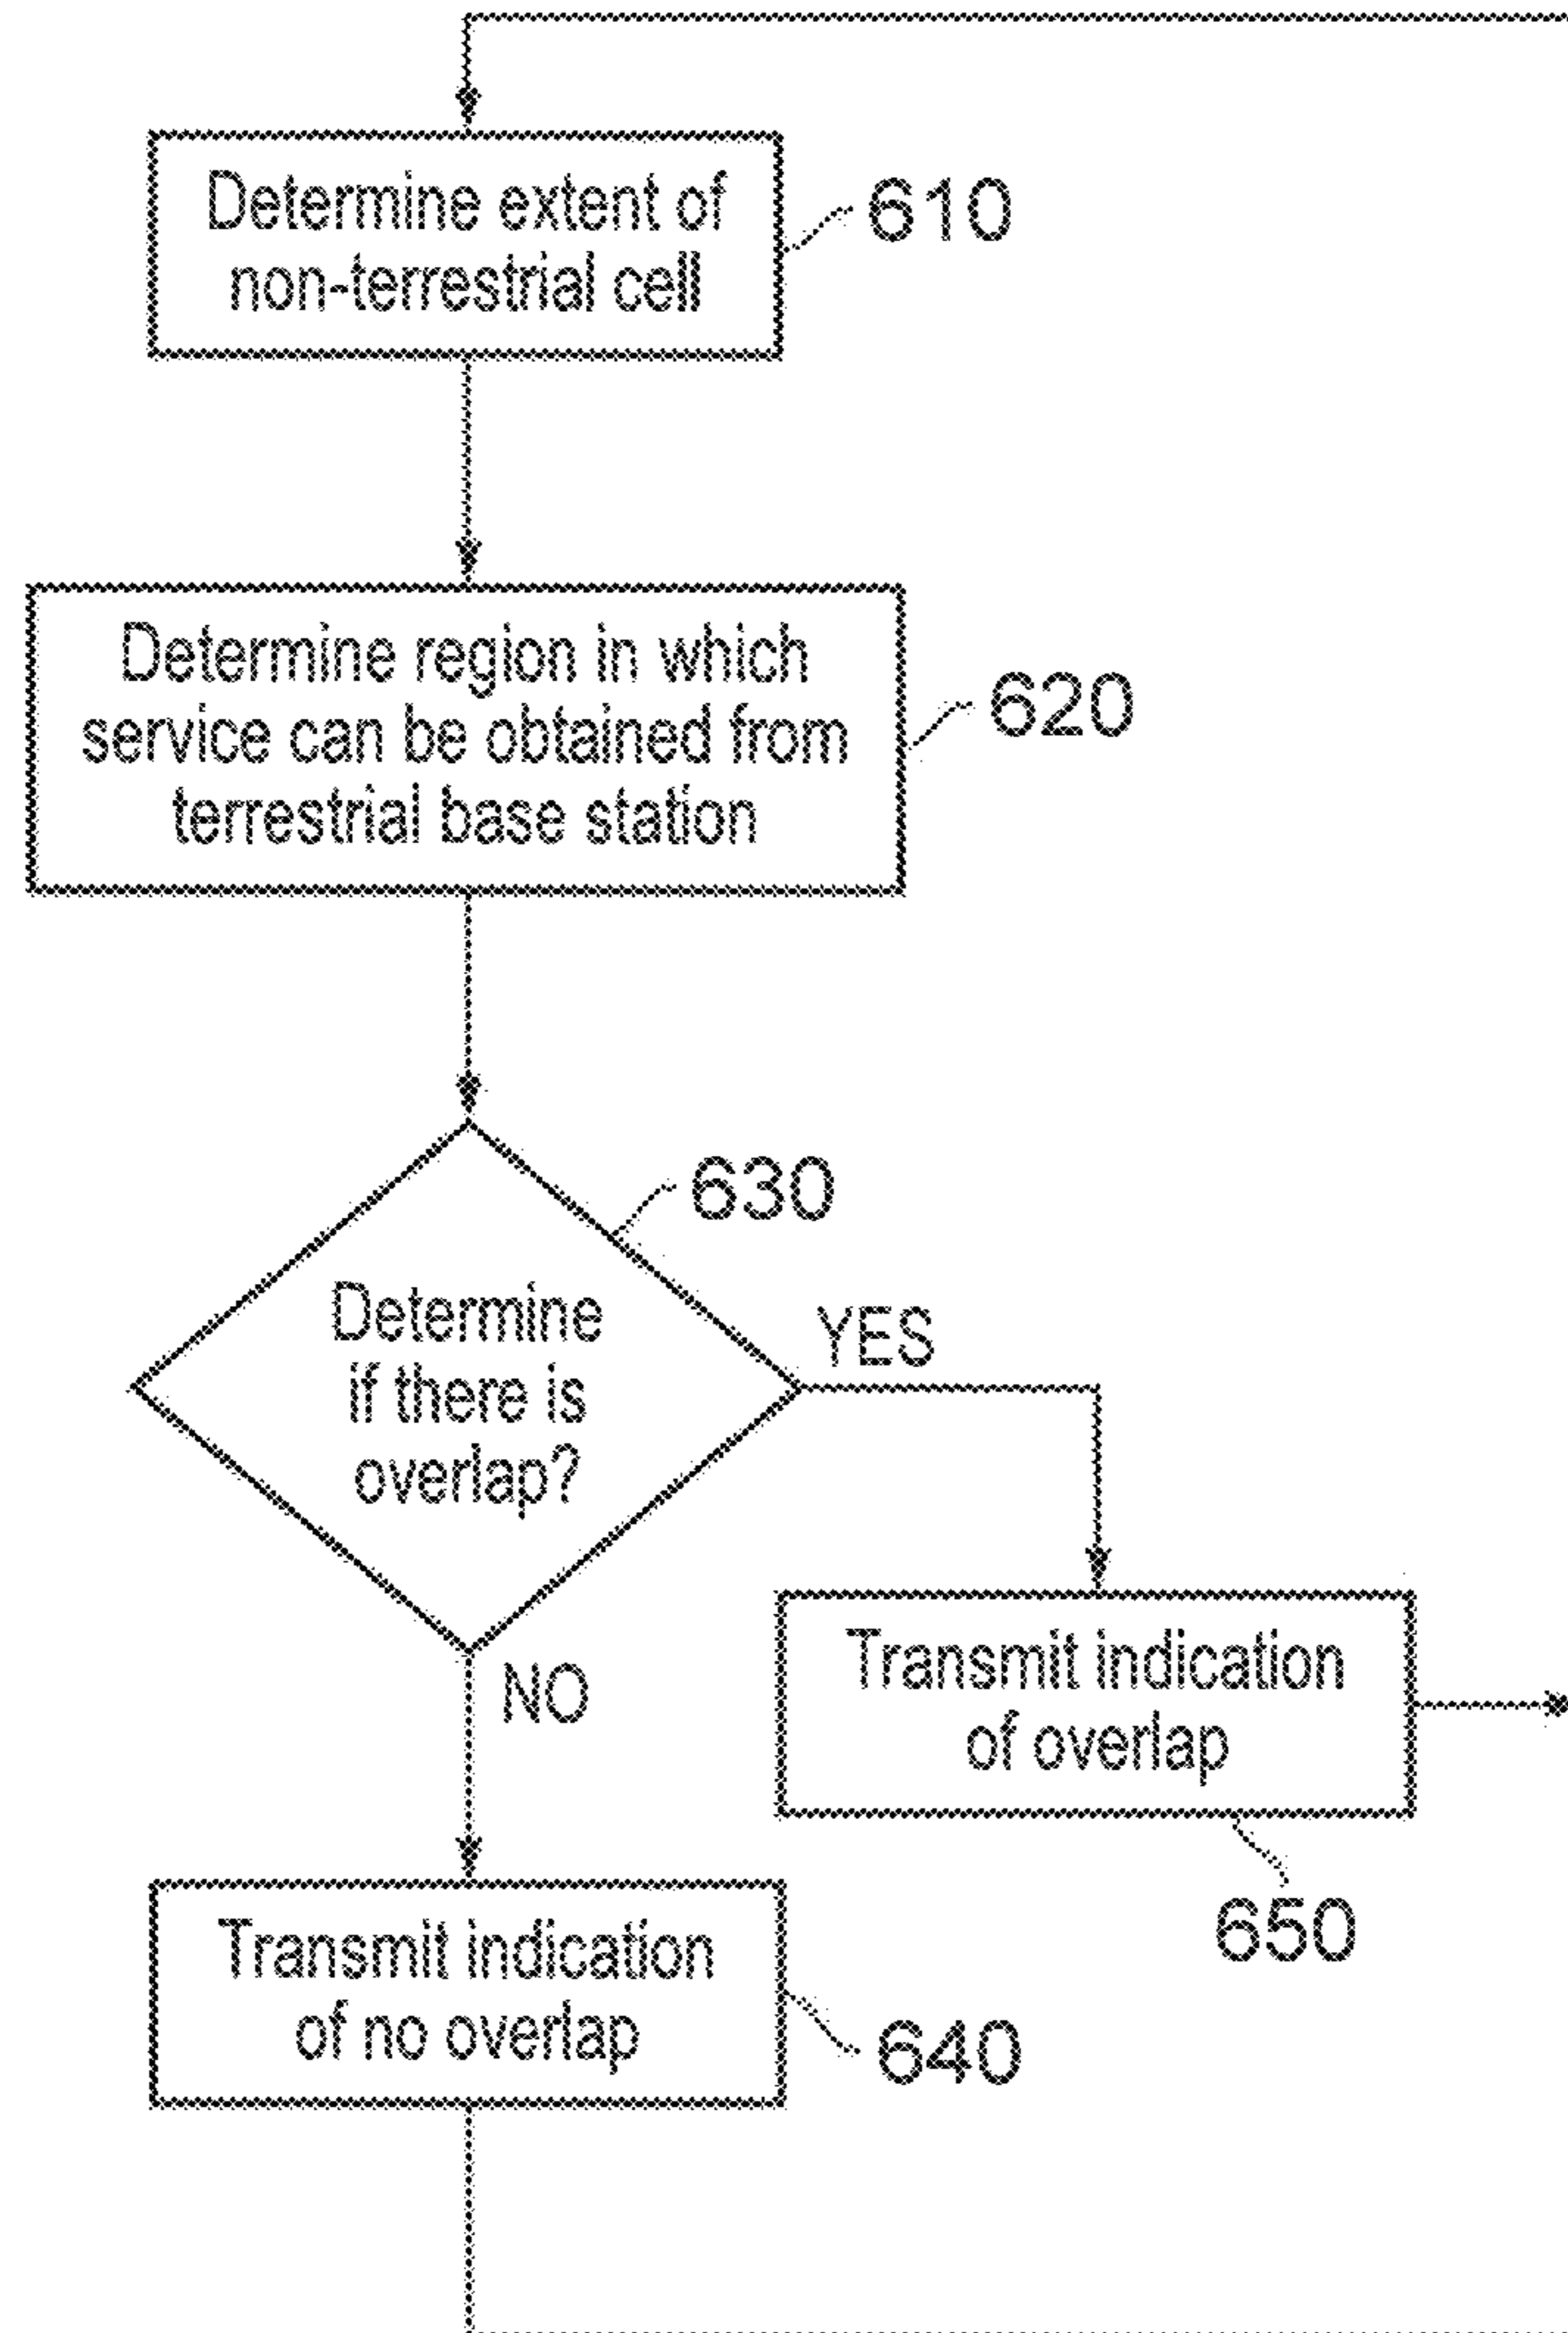 Determine extent of
non-terrestrial cell
610
Determine region in which
service can be obtained from
terrestrial base station
620
630
Determine
if there is
overlap?
YES
NO
Transmit indication
of overlap
650
Transmit indication
of no overlap
640